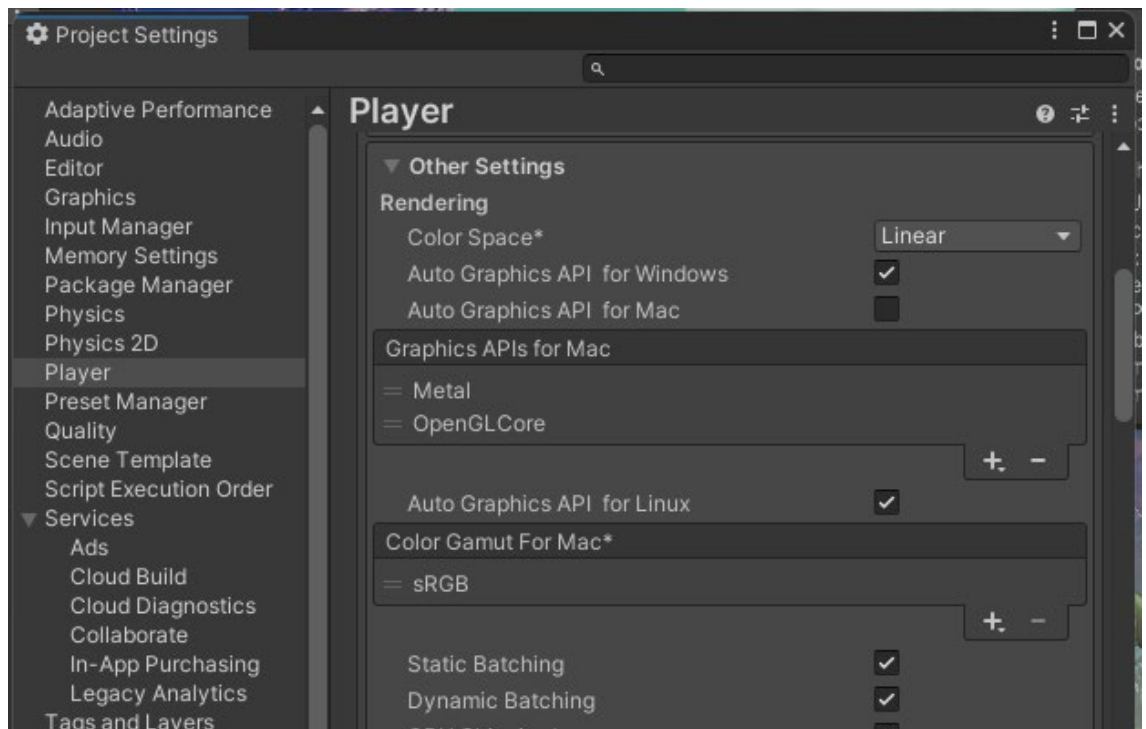 Project Settings
Adaptive Performance
Audio
Editor
Graphics
Input Manager
Memory Settings
Package Manager
Physics
Physics 2D
Player
Preset Manager
Quality
Scene Template
Script Execution Order
Services
Ads
Cloud Build
Cloud Diagnostics
Collaborate
In-App Purchasing
Legacy Analytics
Tags and Layers
Player
Other Settings
Rendering
Color Space* Linear
Auto Graphics API for Windows
Auto Graphics API for Mac
Graphics APIs for Mac
Metal
OpenGLCore
Auto Graphics API for Linux
Color Gamut For Mac*
sRGB
Static Batching
Dynamic Batching